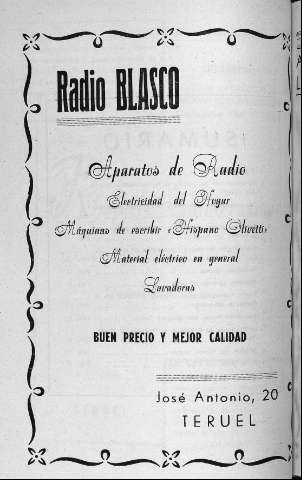 Radio BLASCO
Aparatos de Radio
Electricidad del Hogar
Máquinas de escribir «Hispano Olivetti»
Material eléctrico en general
Lavadoras
BUEN PRECIO Y MEJOR CALIDAD
José Antonio, 20
TERUEL